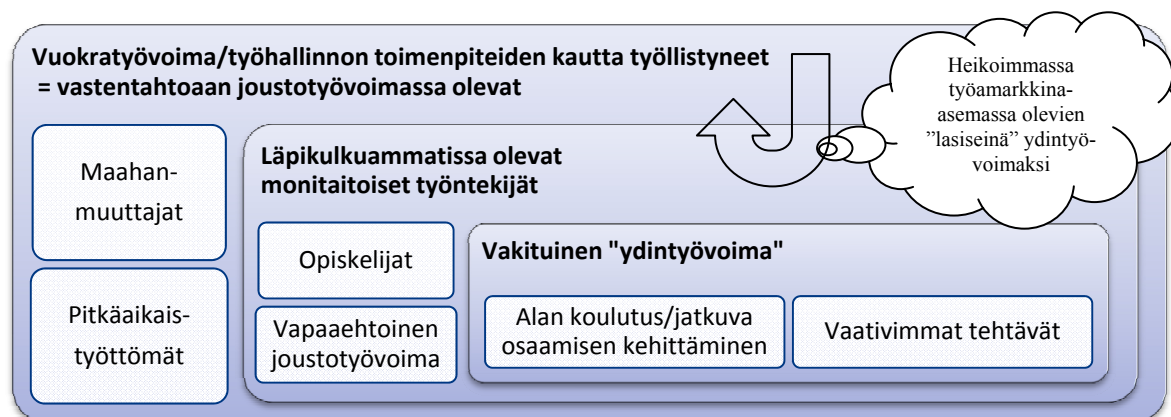 Vuokratyövoima/työhallinnon toimenpiteiden kautta työllistyneet
= vastentahtoaan joustotyövoimassa olevat
Heikoimmassa
työamarkkina-
asemassa olevien
”lasiseinä” ydintyö-
voimaksi
Maahan-
muuttajat
Pitkäaikais-
työttömät
Läpikulkuammatissa olevat
monitaitoiset työntekijät
Opiskelijat
Vapaaehtoinen
joustotyövoima
Vakituinen "ydintyövoima"
Alan koulutus/jatkuva
osaamisen kehittäminen
Vaativimmat tehtävät